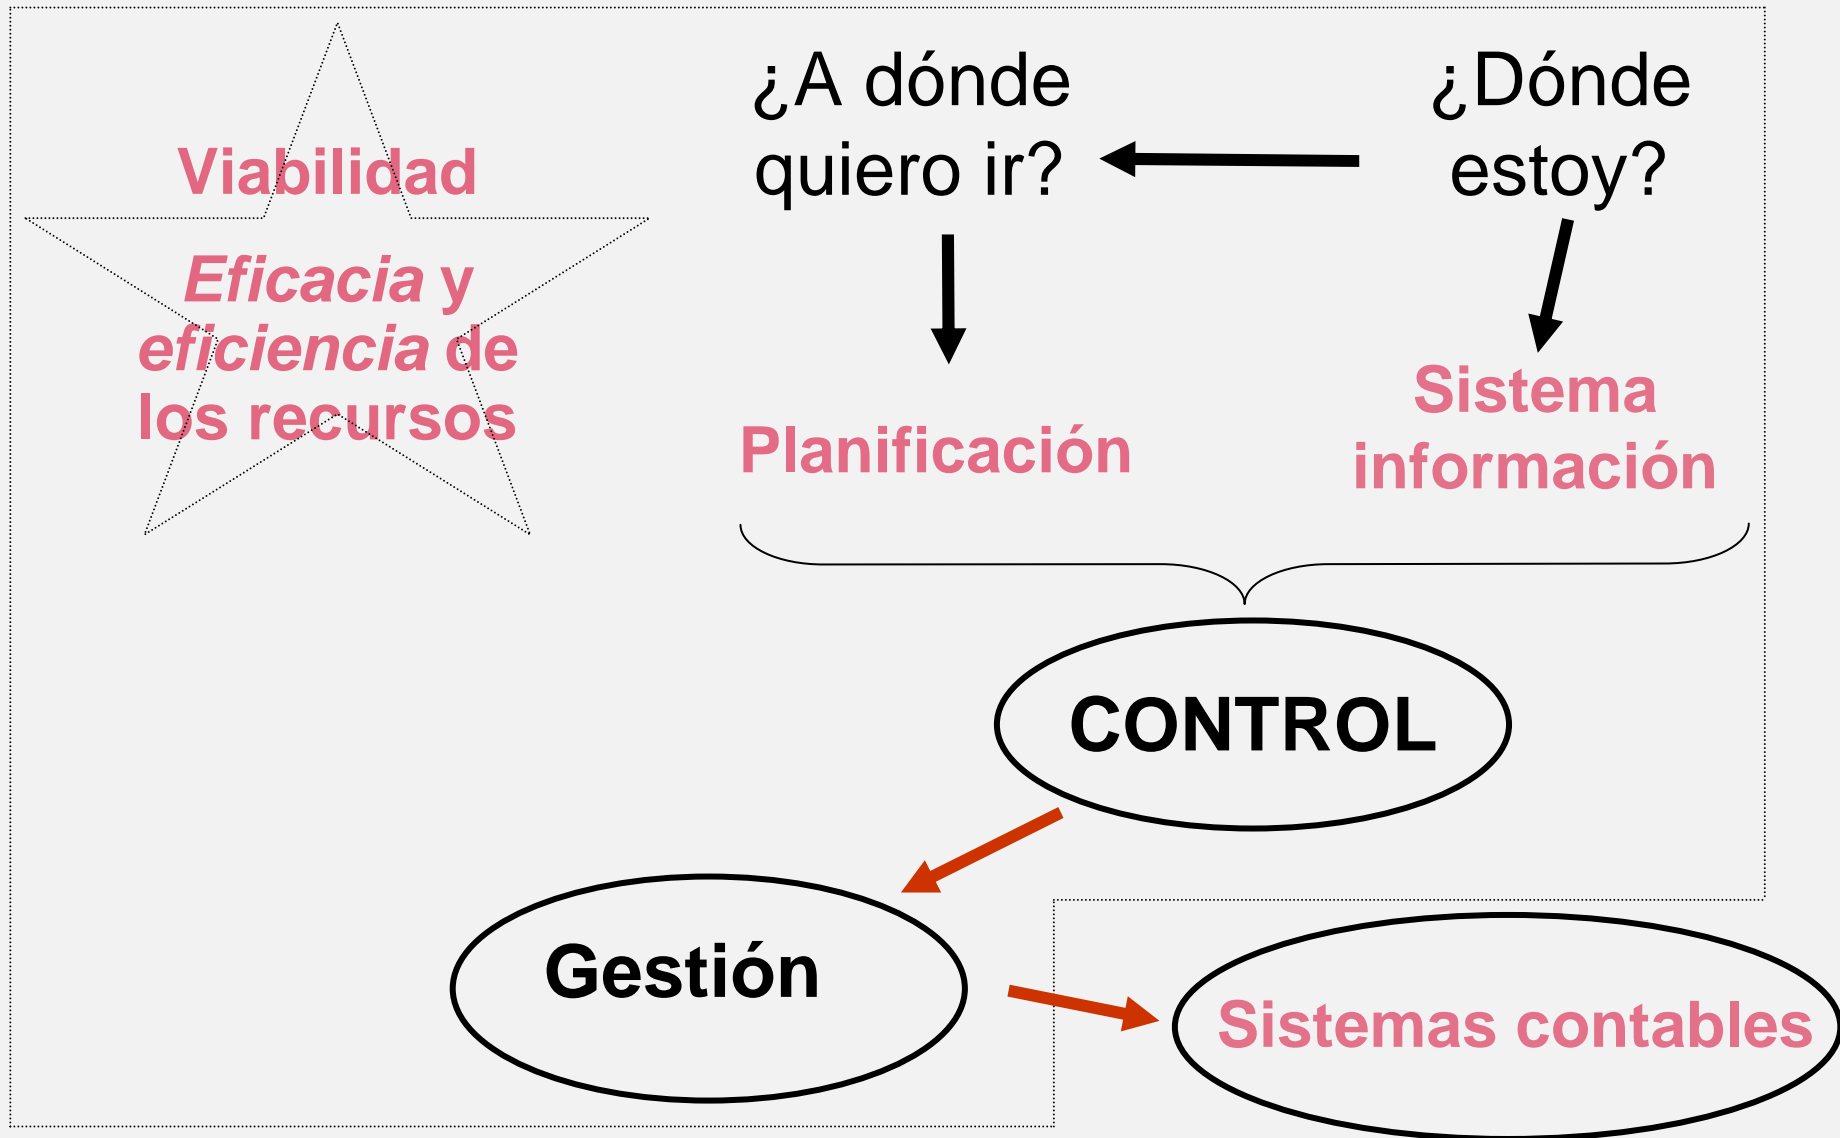 ¿A dónde
quiero ir?
¿Dónde
estoy?
Viabilidad
Eficacia y
eficiencia de
los recursos
Planificación
Sistema
información
CONTROL
Gestión
Sistemas contables